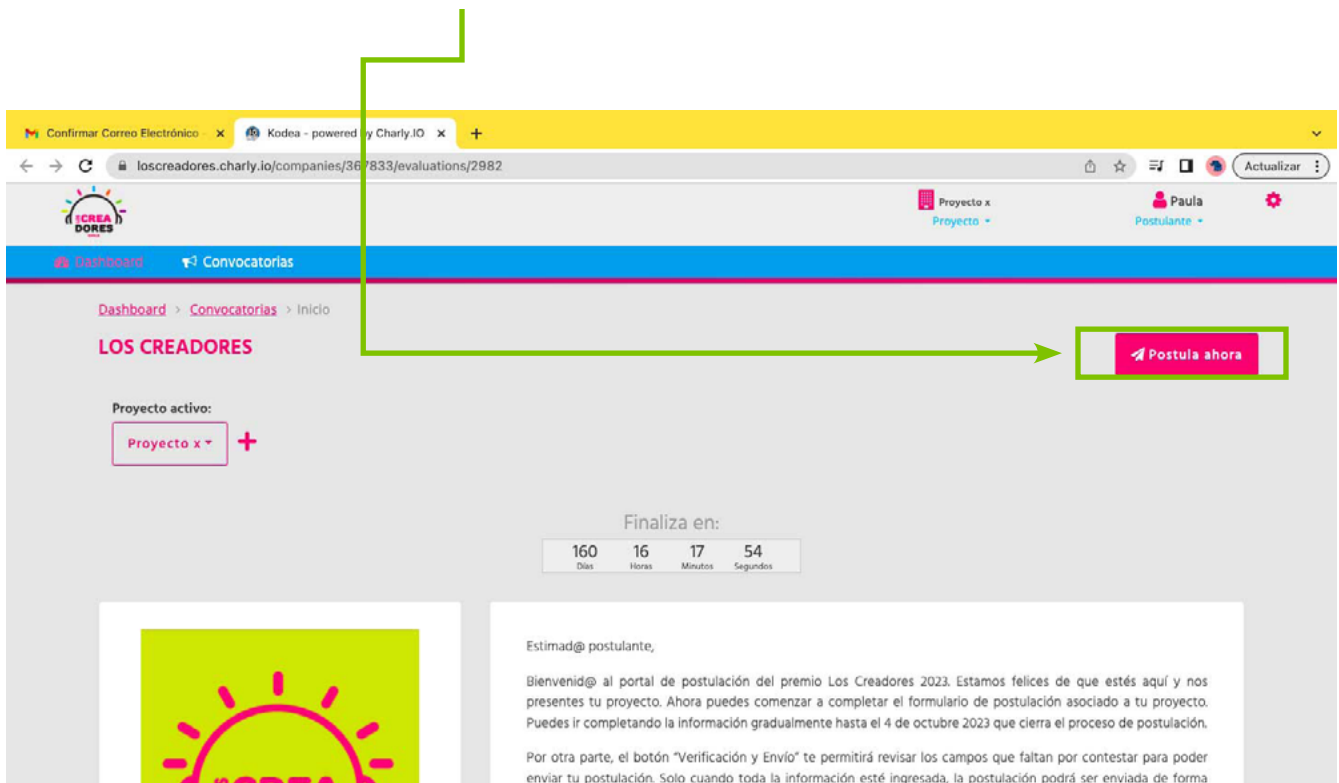 Confirmar Correo Electrónico -
Kodea - powered by Charly.IO
loscreadores.charly.io/companies/367833/evaluations/2982
Actualizar
LOS CREA
DORES
Proyecto x
Proyecto
Paula
Postulante
Dashboard
Convocatorias
Dashboard > Convocatorias > Inicio
LOS CREADORES
Postula ahora
Proyecto activo:
Proyecto x
Finaliza en:
160 16 17 54
Días Horas Minutos Segundos
Estimad@ postulante,
Bienvenid@ al portal de postulación del premio Los Creadores 2023. Estamos felices de que estés aquí y nos
presentes tu proyecto. Ahora puedes comenzar a completar el formulario de postulación asociado a tu proyecto.
Puedes ir completando la información gradualmente hasta el 4 de octubre 2023 que cierra el proceso de postulación.
Por otra parte, el botón "Verificación y Envío" te permitirá revisar los campos que faltan por contestar para poder
enviar tu postulación. Solo cuando toda la información esté ingresada, la postulación podrá ser enviada de forma